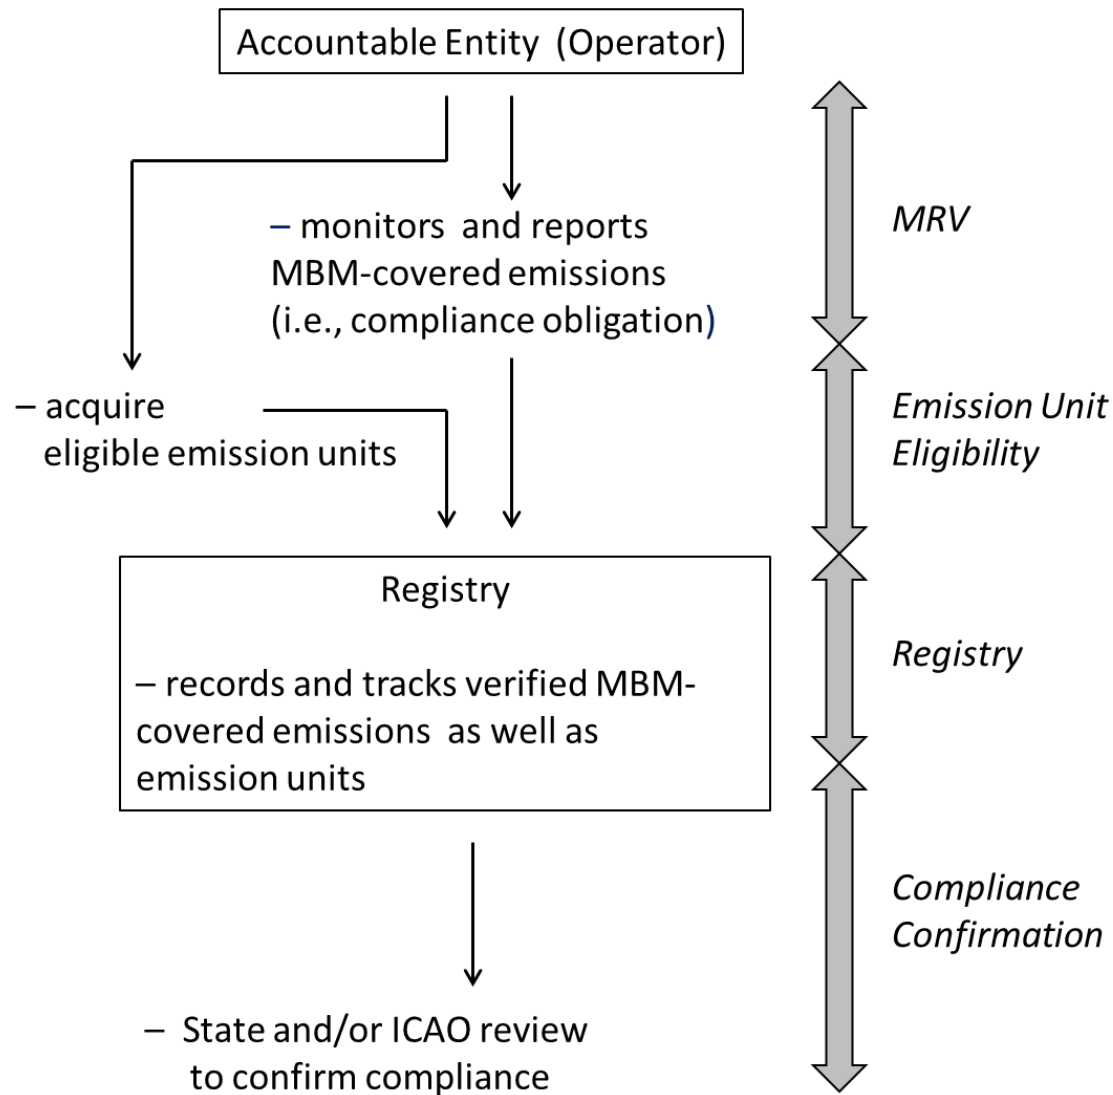 Accountable Entity (Operator)
MRV
– monitors and reports
MBM-covered emissions
(i.e., compliance obligation)
– acquire
eligible emission units
Emission Unit
Eligibility
Registry
– records and tracks verified MBM-
covered emissions as well as
emission units
Registry
Compliance
Confirmation
– State and/or ICAO review
to confirm compliance